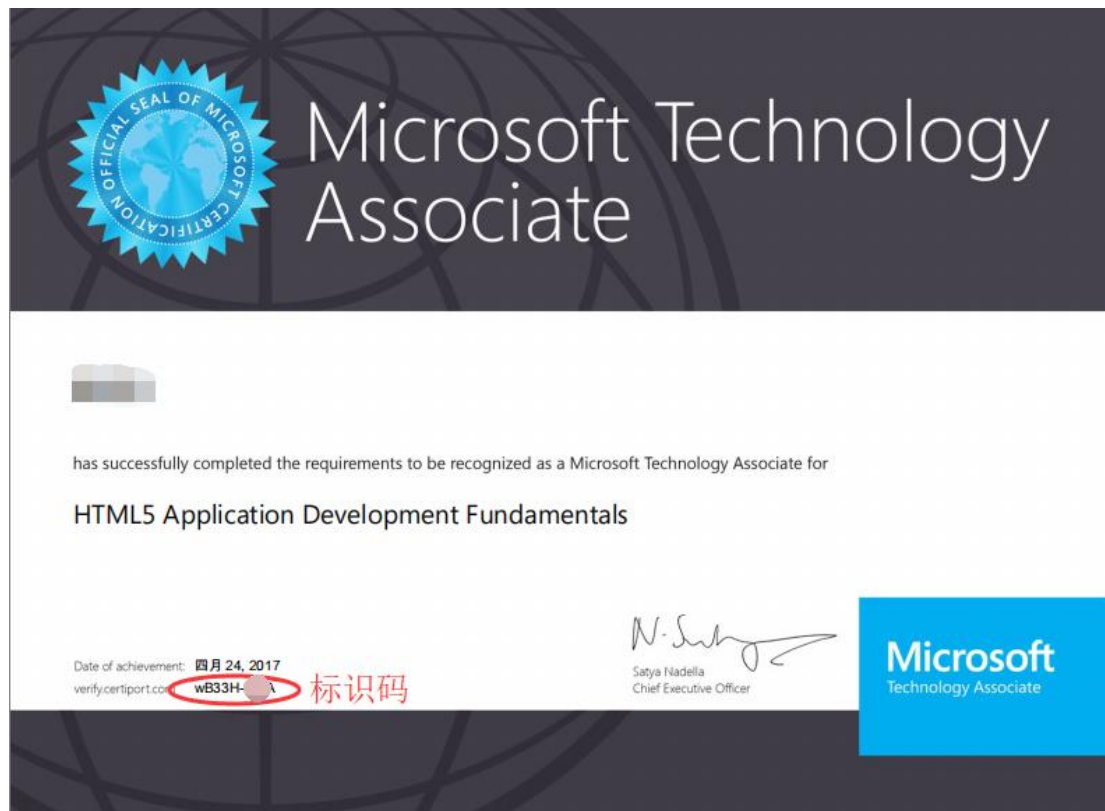 OFFICIAL SEAL OF MICROSOFT CERTIFICATION
Microsoft Technology
Associate
has successfully completed the requirements to be recognized as a Microsoft Technology Associate for
HTML5 Application Development Fundamentals
Date of achievement: 四月 24, 2017
verify.certiport.com wB33H- A 标识码
N. Satya
Satya Nadella
Chief Executive Officer
Microsoft
Technology Associate